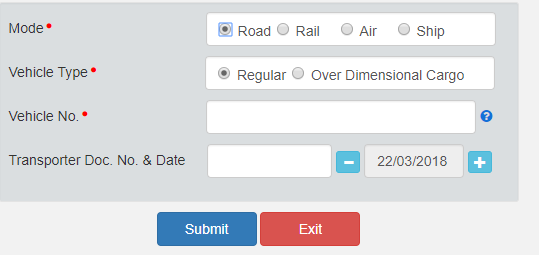 Mode • Road Rail Air Ship
Vehicle Type • Regular Over Dimensional Cargo
Vehicle No. • ?
Transporter Doc. No. & Date − 22/03/2018 +
Submit Exit